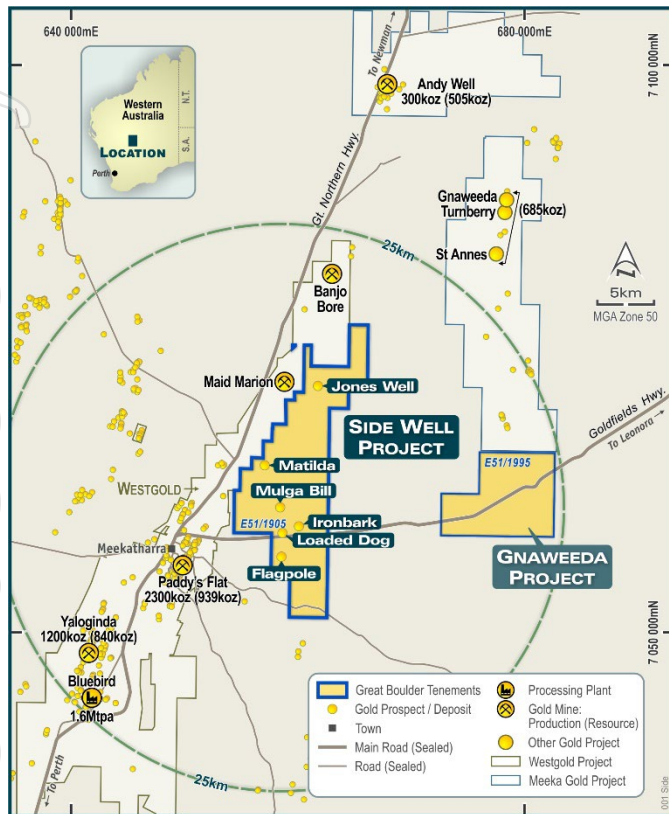 640 000mE
680 000mE
To Newman
7 100 000mN
Western
Australia
N.T.
S.A.
LOCATION
Perth
Andy Well
300koz (505koz)
Gt. Northern Hwy.
Gnaweeda
Turnberry
(685koz)
St Annes
25km
5km
MGA Zone 50
Banjo
Bore
Maid Marion
Jones Well
SIDE WELL
PROJECT
Goldfields Hwy.
To Leonora
Matilda
WESTGOLD
Mulga Bill
E51/1995
E51/1905
Ironbark
Meekatharra
Loaded Dog
GNAWEEDA
PROJECT
Flagpole
Paddy's Flat
2300koz (939koz)
Yaloginda
1200koz (840koz)
7 050 000mN
Bluebird
1.6Mtpa
25km
To Perth
Great Boulder Tenements
Gold Prospect / Deposit
Town
Main Road (Sealed)
Road (Sealed)
Processing Plant
Gold Mine:
Production (Resource)
Other Gold Project
Westgold Project
Meeka Gold Project
001 Side